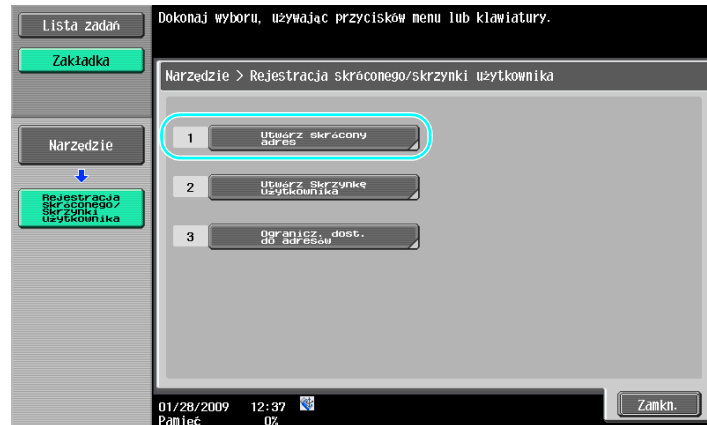 Lista zadań
Dokonaj wyboru, używając przycisków menu lub klawiatury.
Zakładka
Narzędzie > Rejestracja skróconego/skrzynki użytkownika
Narzędzie
Rejestracja
skróconego/
Skrzynki
użytkownika
1 Utwórz skrócony
adres
2 Utwórz Skrzynkę
Użytkownika
3 Ogranicz. dost.
do adresów
01/28/2009 12:37
Pamięć 0%
Zamkn.